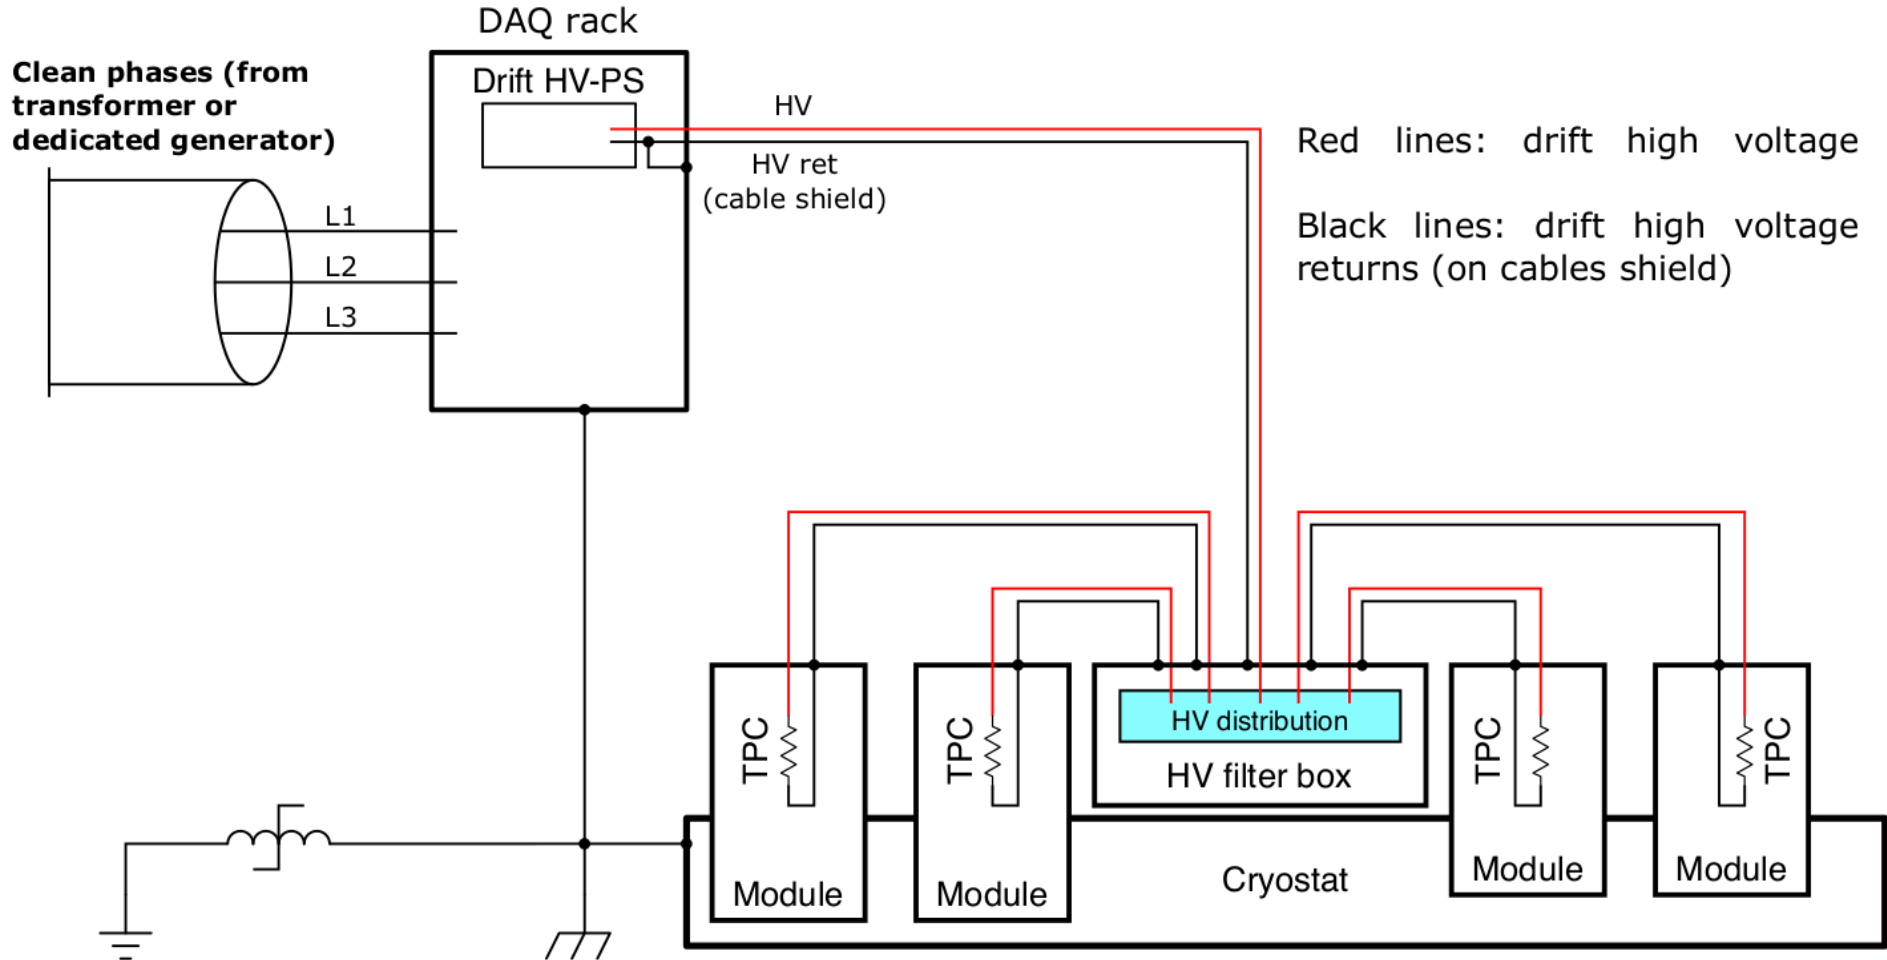 DAQ rack
Clean phases (from
transformer or
dedicated generator)
Drift HV-PS
HV
HV ret
(cable shield)
L1
L2
L3
Red lines: drift high voltage
Black lines: drift high voltage
returns (on cables shield)
TPC
TPC
HV distribution
HV filter box
TPC
TPC
Module
Module
Cryostat
Module
Module